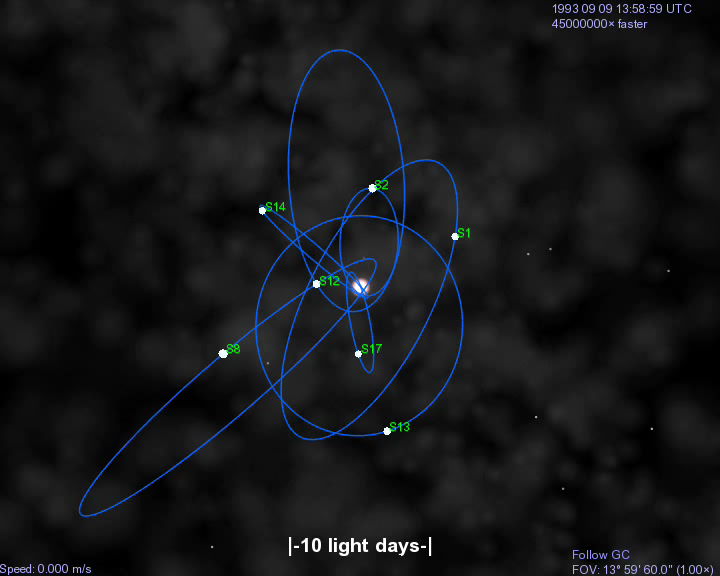 1993 09 09 13:58:59 UTC
45000000× faster
S2
S14
S1
S12
S8
S17
S13
|-10 light days-|
Follow GC
Speed: 0.000 m/s
FOV: 13° 59' 60.0" (1.00×)